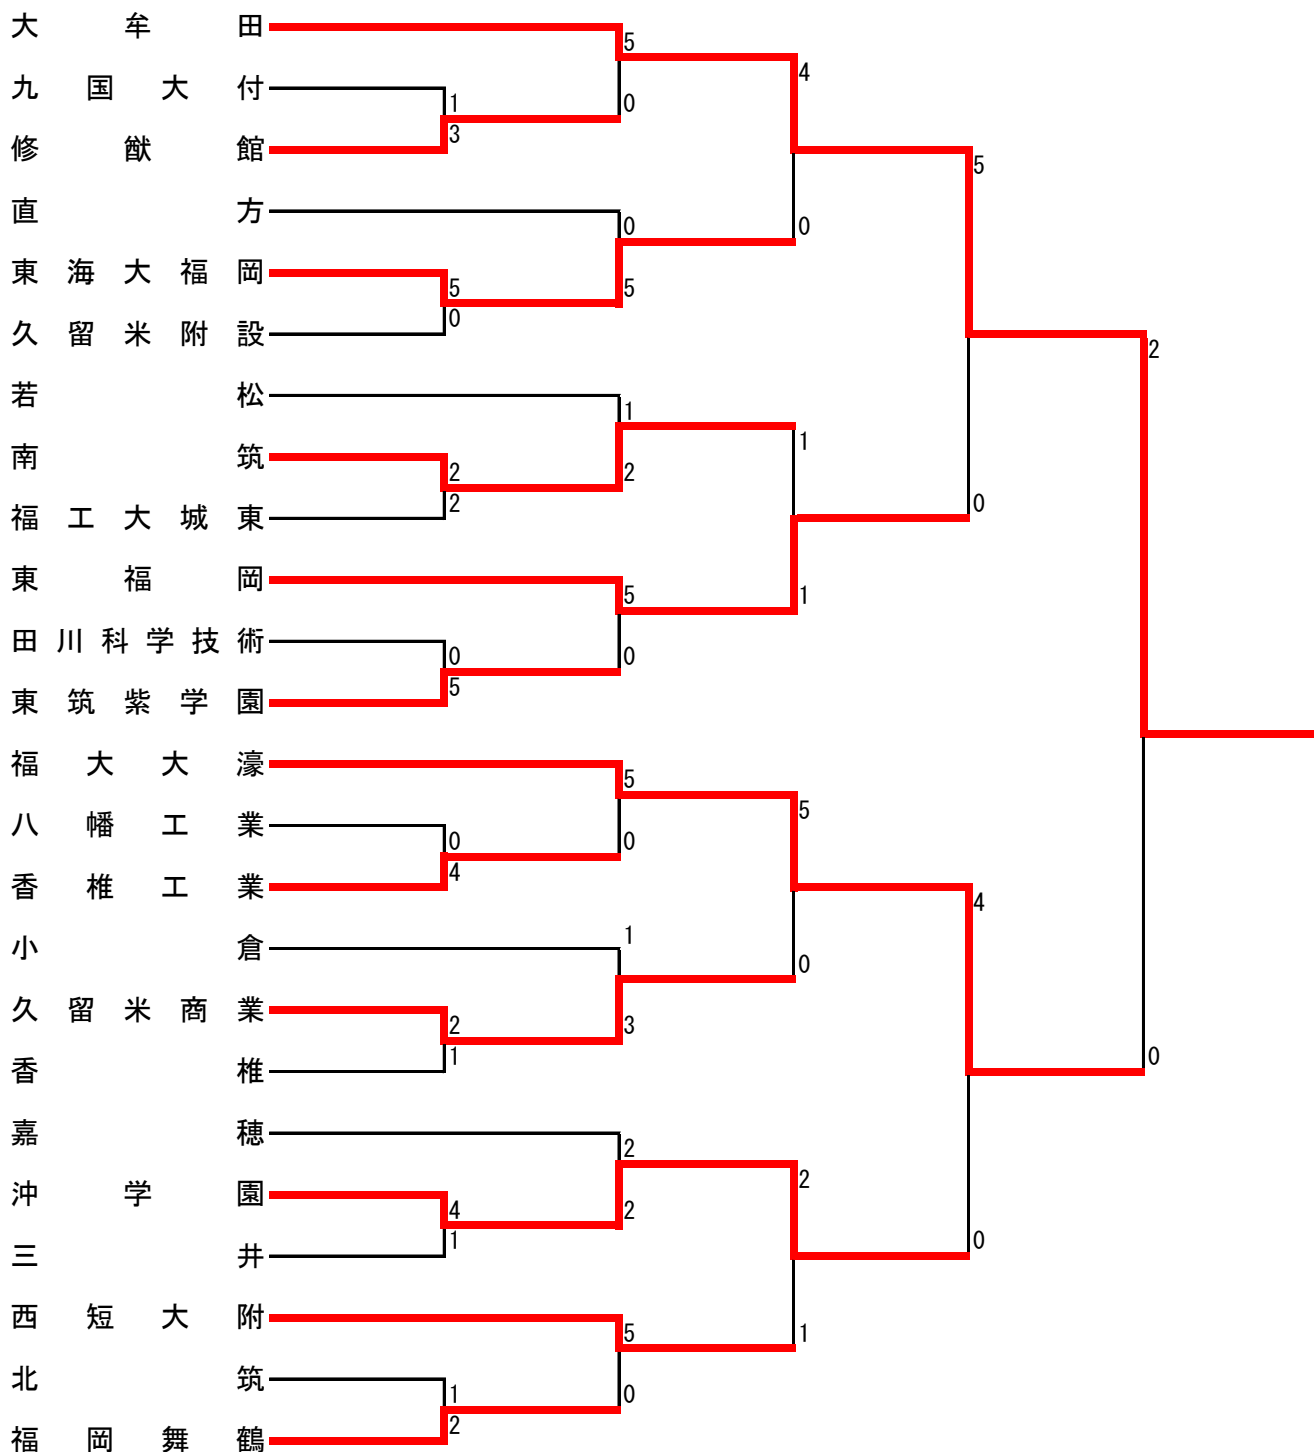 大牟田
5
4
九国大付
1
0
3
修猷館
5
直方
0
0
東海大福岡
5
5
久留米附設
0
2
若松
1
1
南筑
2
2
福工大城東
2
0
東福岡
5
1
田川科学技術
0
0
東筑紫学園
5
福大大濠
5
5
八幡工業
0
0
香椎工業
4
4
小倉
1
0
久留米商業
2
3
香椎
1
0
嘉穂
2
2
沖学園
4
2
三井
1
0
西短大附
5
1
北筑
1
0
福岡舞鶴
2